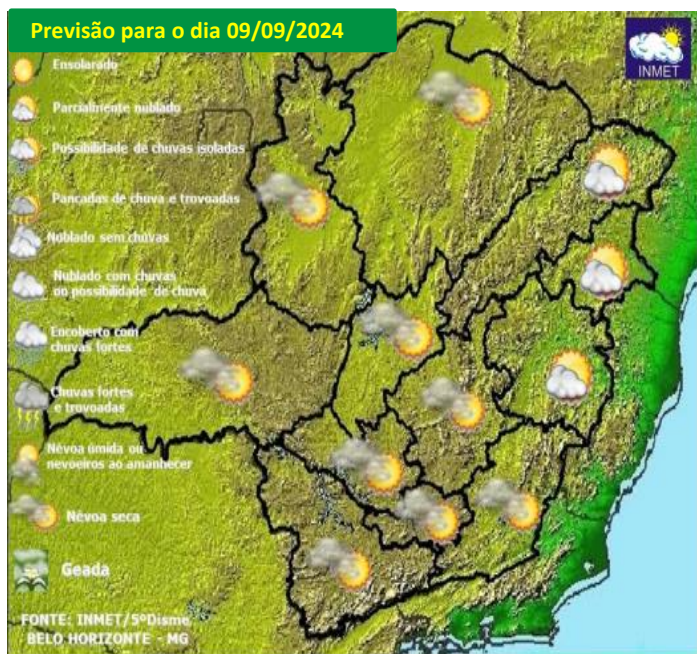 Previsão para o dia 09/09/2024
INMET
Ensolarado
Parcialmente nublado
Possibilidade de chuvas isoladas
Pancadas de chuva e trovoadas
Noblado sem chuvas
Nublado com chuvas
ou possibilidade de chuva
Encoberto com
chuvas fortes
Chuvas fortes
e trovoadas
Névoa úmida ou
nevoeiros ao amanhecer
Névoa seca
Geada
FONTE: INMET/5ºDisme
BELO HORIZONTE - MG